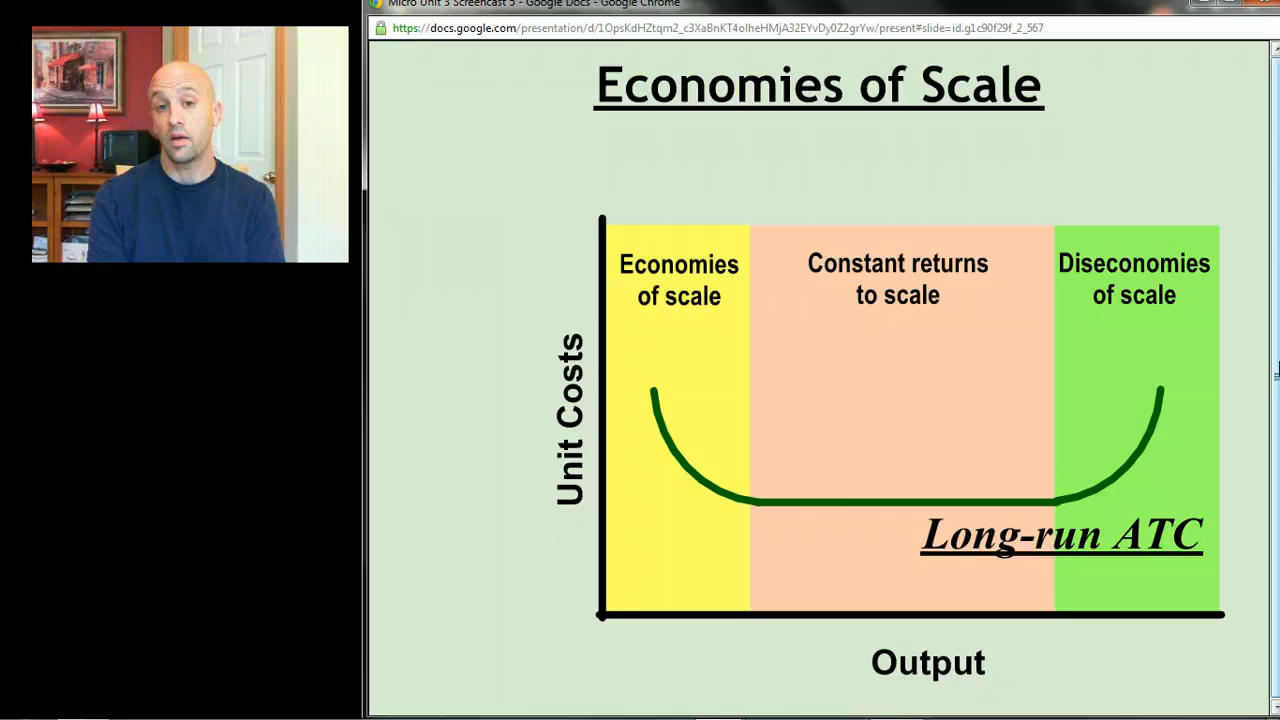 Micro Unit 3 Screencast 5 - Google Docs - Google Chrome
https://docs.google.com/presentation/d/1OpsKdHZtqm2_c3XaBnKT4olheHMjA32EYvDy0Z2grYw/present#slide=id.g1c90f29f_2_567
Economies of Scale
Economies
of scale
Constant returns
to scale
Diseconomies
of scale
Unit Costs
Long-run ATC
Output